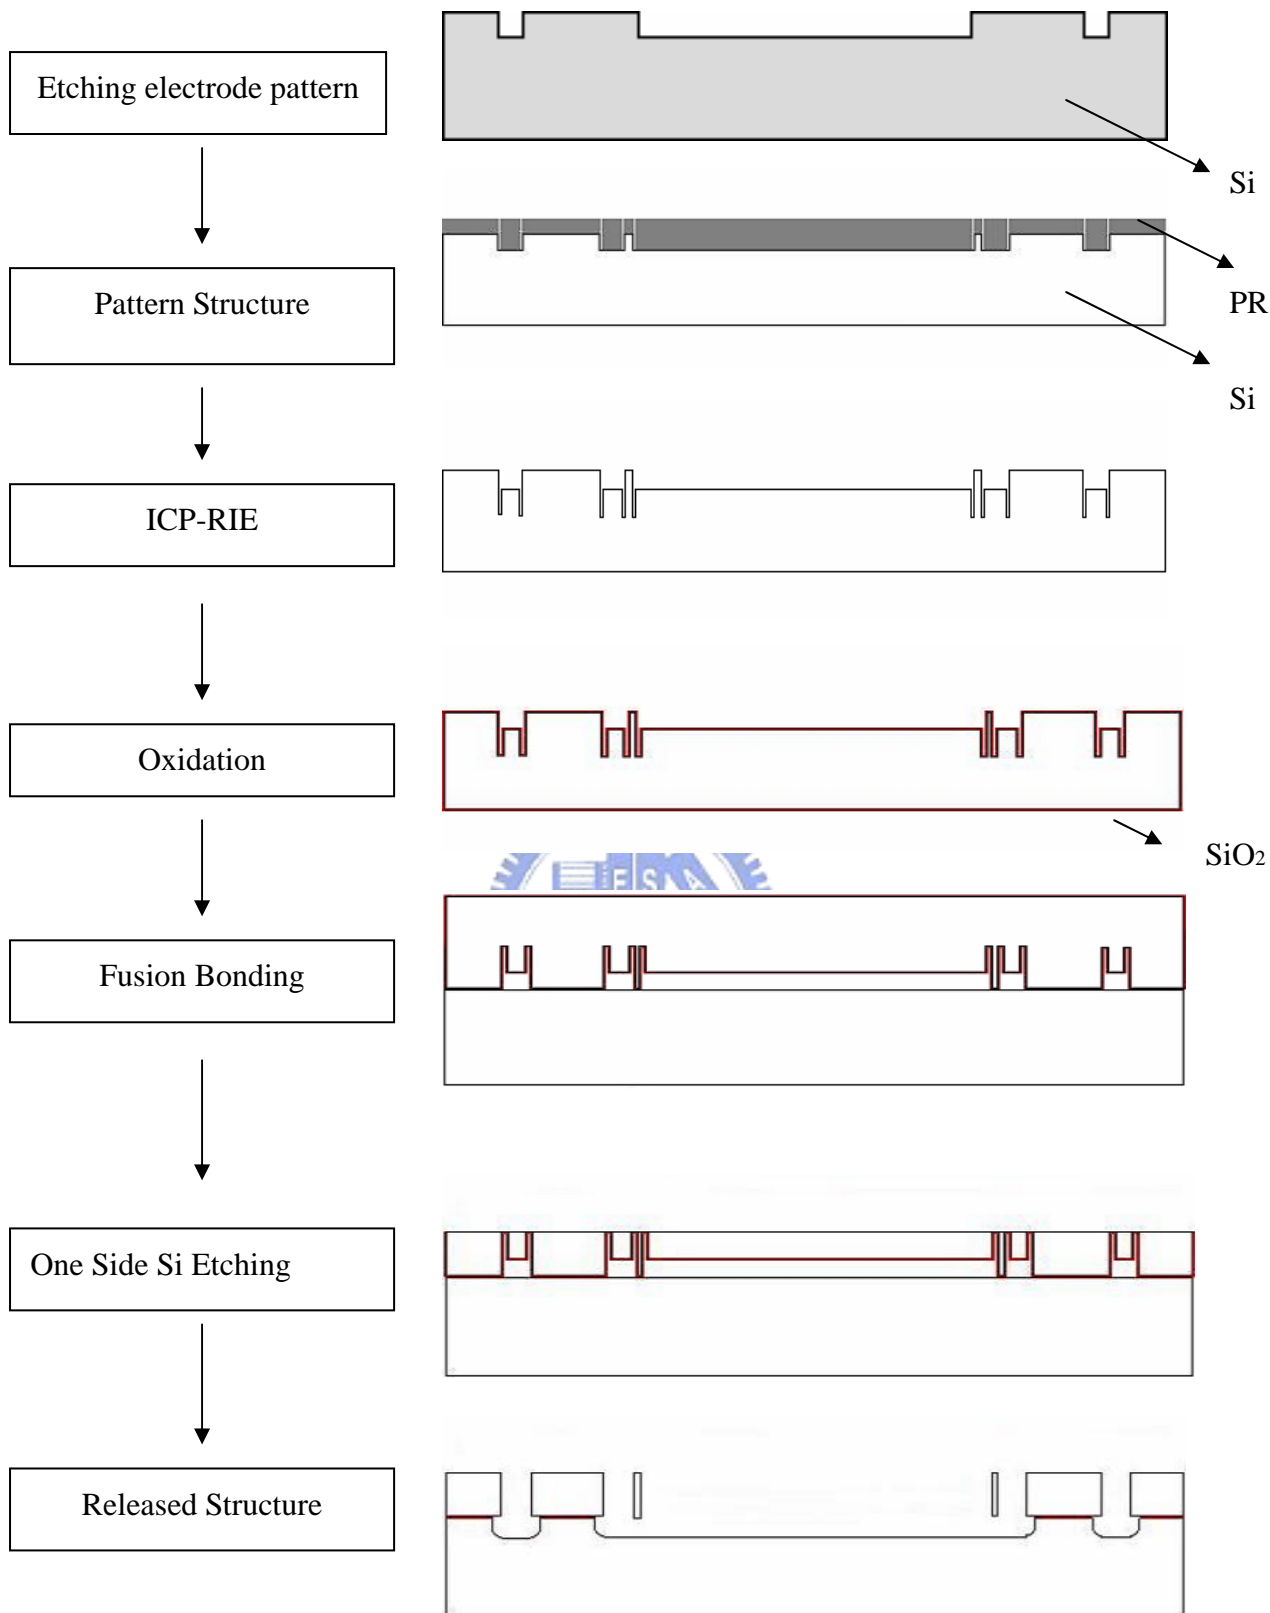 Etching electrode pattern
Si
Pattern Structure
PR
Si
ICP-RIE
Oxidation
SiO2
ESA
Fusion Bonding
One Side Si Etching
Released Structure